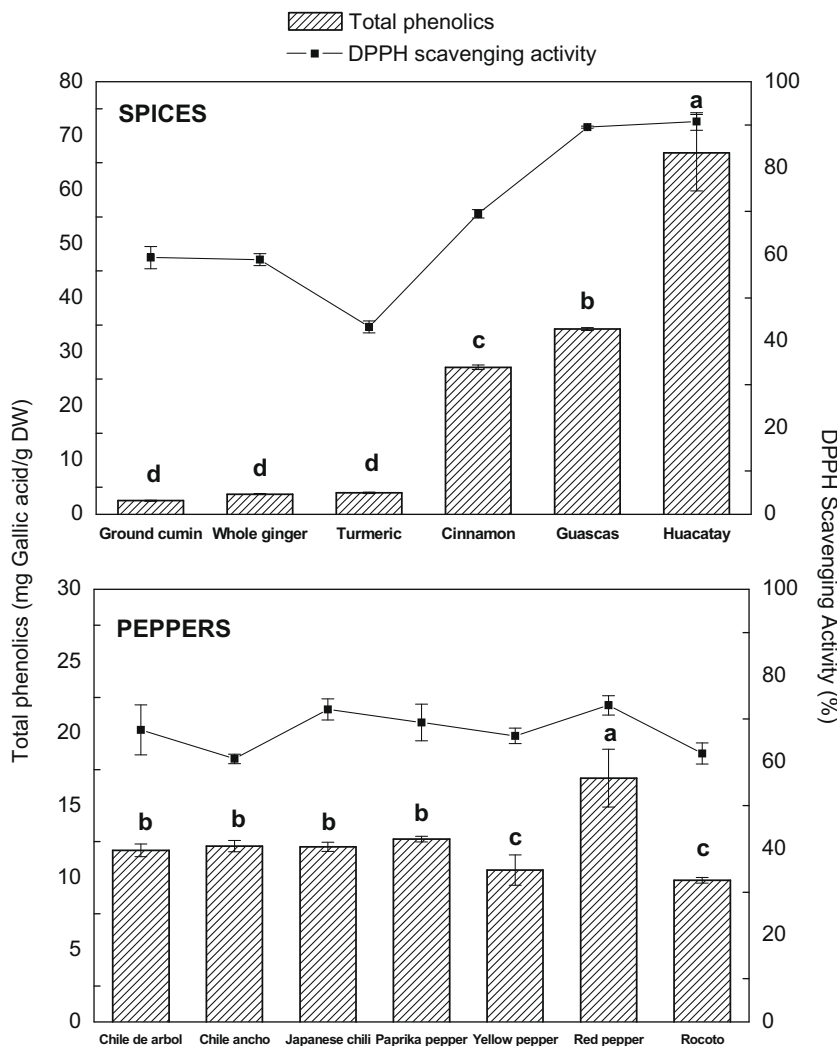 Total phenolics
DPPH scavenging activity
SPICES
80
70
60
50
40
30
20
10
0
100
80
60
40
20
0
d
d
d
c
b
a
Ground cumin
Whole ginger
Turmeric
Cinnamon
Guascas
Huacatay
Total phenolics (mg Gallic acid/g DW)
DPPH Scavenging Activity (%)
PEPPERS
30
25
20
15
10
5
0
100
80
60
40
20
0
b
b
b
b
c
a
c
Chile de arbol
Chile ancho
Japanese chili
Paprika pepper
Yellow pepper
Red pepper
Rocoto